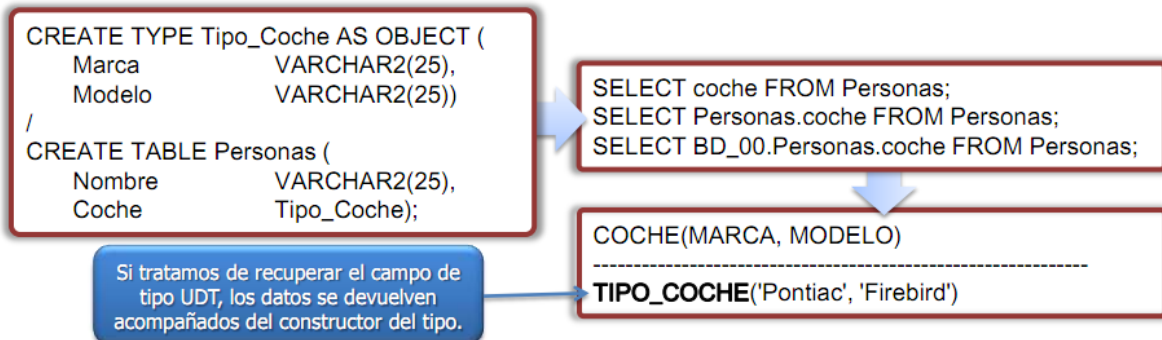 CREATE TYPE Tipo_Coche AS OBJECT (
Marca VARCHAR2(25),
Modelo VARCHAR2(25))
/
CREATE TABLE Personas (
Nombre VARCHAR2(25),
Coche Tipo_Coche);
SELECT coche FROM Personas;
SELECT Personas.coche FROM Personas;
SELECT BD_00.Personas.coche FROM Personas;
COCHE(MARCA, MODELO)
-------------------------------------------------------------
TIPO_COCHE('Pontiac', 'Firebird')
Si tratamos de recuperar el campo de
tipo UDT, los datos se devuelven
acompañados del constructor del tipo.